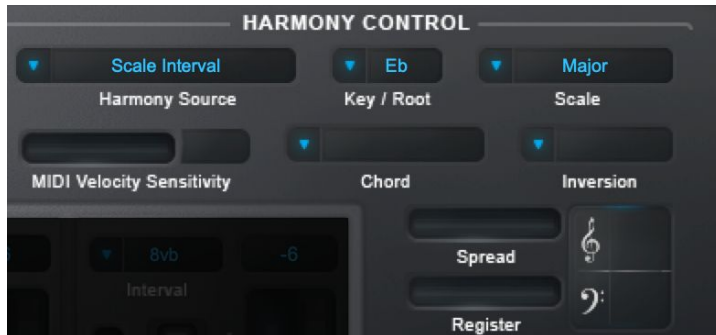 HARMONY CONTROL
Scale Interval Eb Major
Harmony Source Key / Root Scale
MIDI Velocity Sensitivity Chord Inversion
Spread
8vb -6
Interval
Register